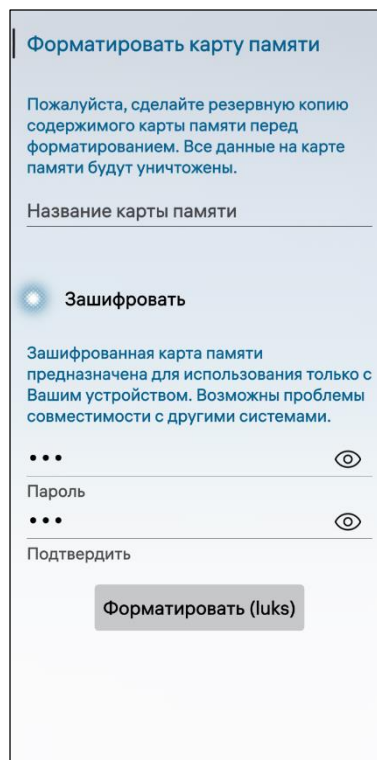 Форматировать карту памяти
Пожалуйста, сделайте резервную копию
содержимого карты памяти перед
форматированием. Все данные на карте
памяти будут уничтожены.
Название карты памяти
Зашифровать
Зашифрованная карта памяти
предназначена для использования только с
Вашим устройством. Возможны проблемы
совместимости с другими системами.
•••
Пароль
•••
Подтвердить
Форматировать (luks)